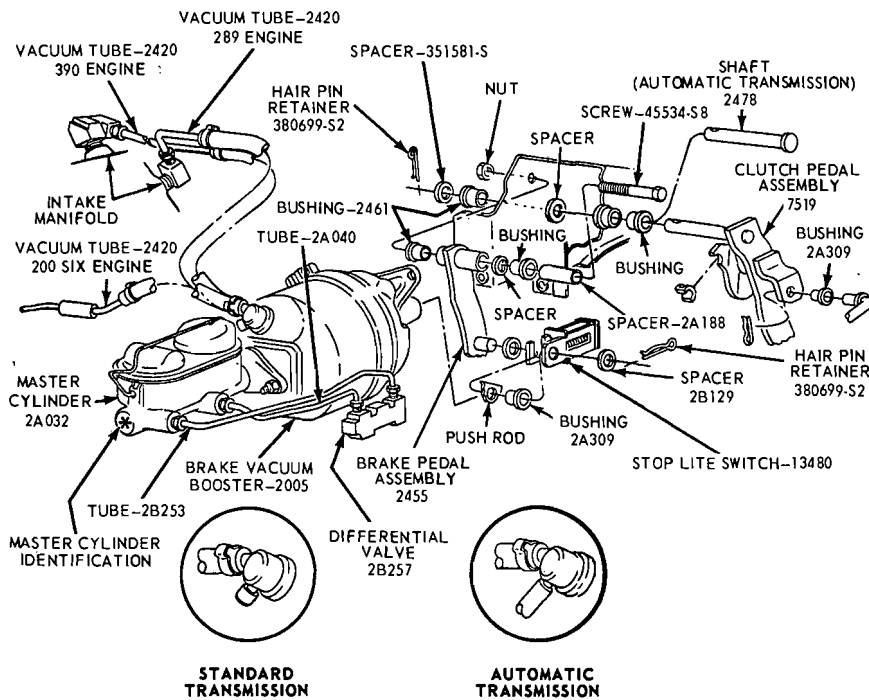 VACUUM TUBE–2420
289 ENGINE
VACUUM TUBE–2420
390 ENGINE
SPACER–351581-S
HAIR PIN
RETAINER
380699-S2
NUT
SHAFT
(AUTOMATIC TRANSMISSION)
2478
SCREW–45534-S8
SPACER
CLUTCH PEDAL
ASSEMBLY
7519
INTAKE
MANIFOLD
BUSHING–2461
TUBE–2A040
BUSHING
BUSHING
BUSHING
2A309
VACUUM TUBE–2420
200 SIX ENGINE
SPACER
SPACER–2A188
MASTER
CYLINDER
2A032
HAIR PIN
RETAINER
380699-S2
SPACER
2B129
BUSHING
2A309
PUSH ROD
STOP LITE SWITCH–13480
BRAKE VACUUM
BOOSTER–2005
BRAKE PEDAL
ASSEMBLY
2455
TUBE–2B253
MASTER CYLINDER
IDENTIFICATION
DIFFERENTIAL
VALVE
2B257
STANDARD
TRANSMISSION
AUTOMATIC
TRANSMISSION